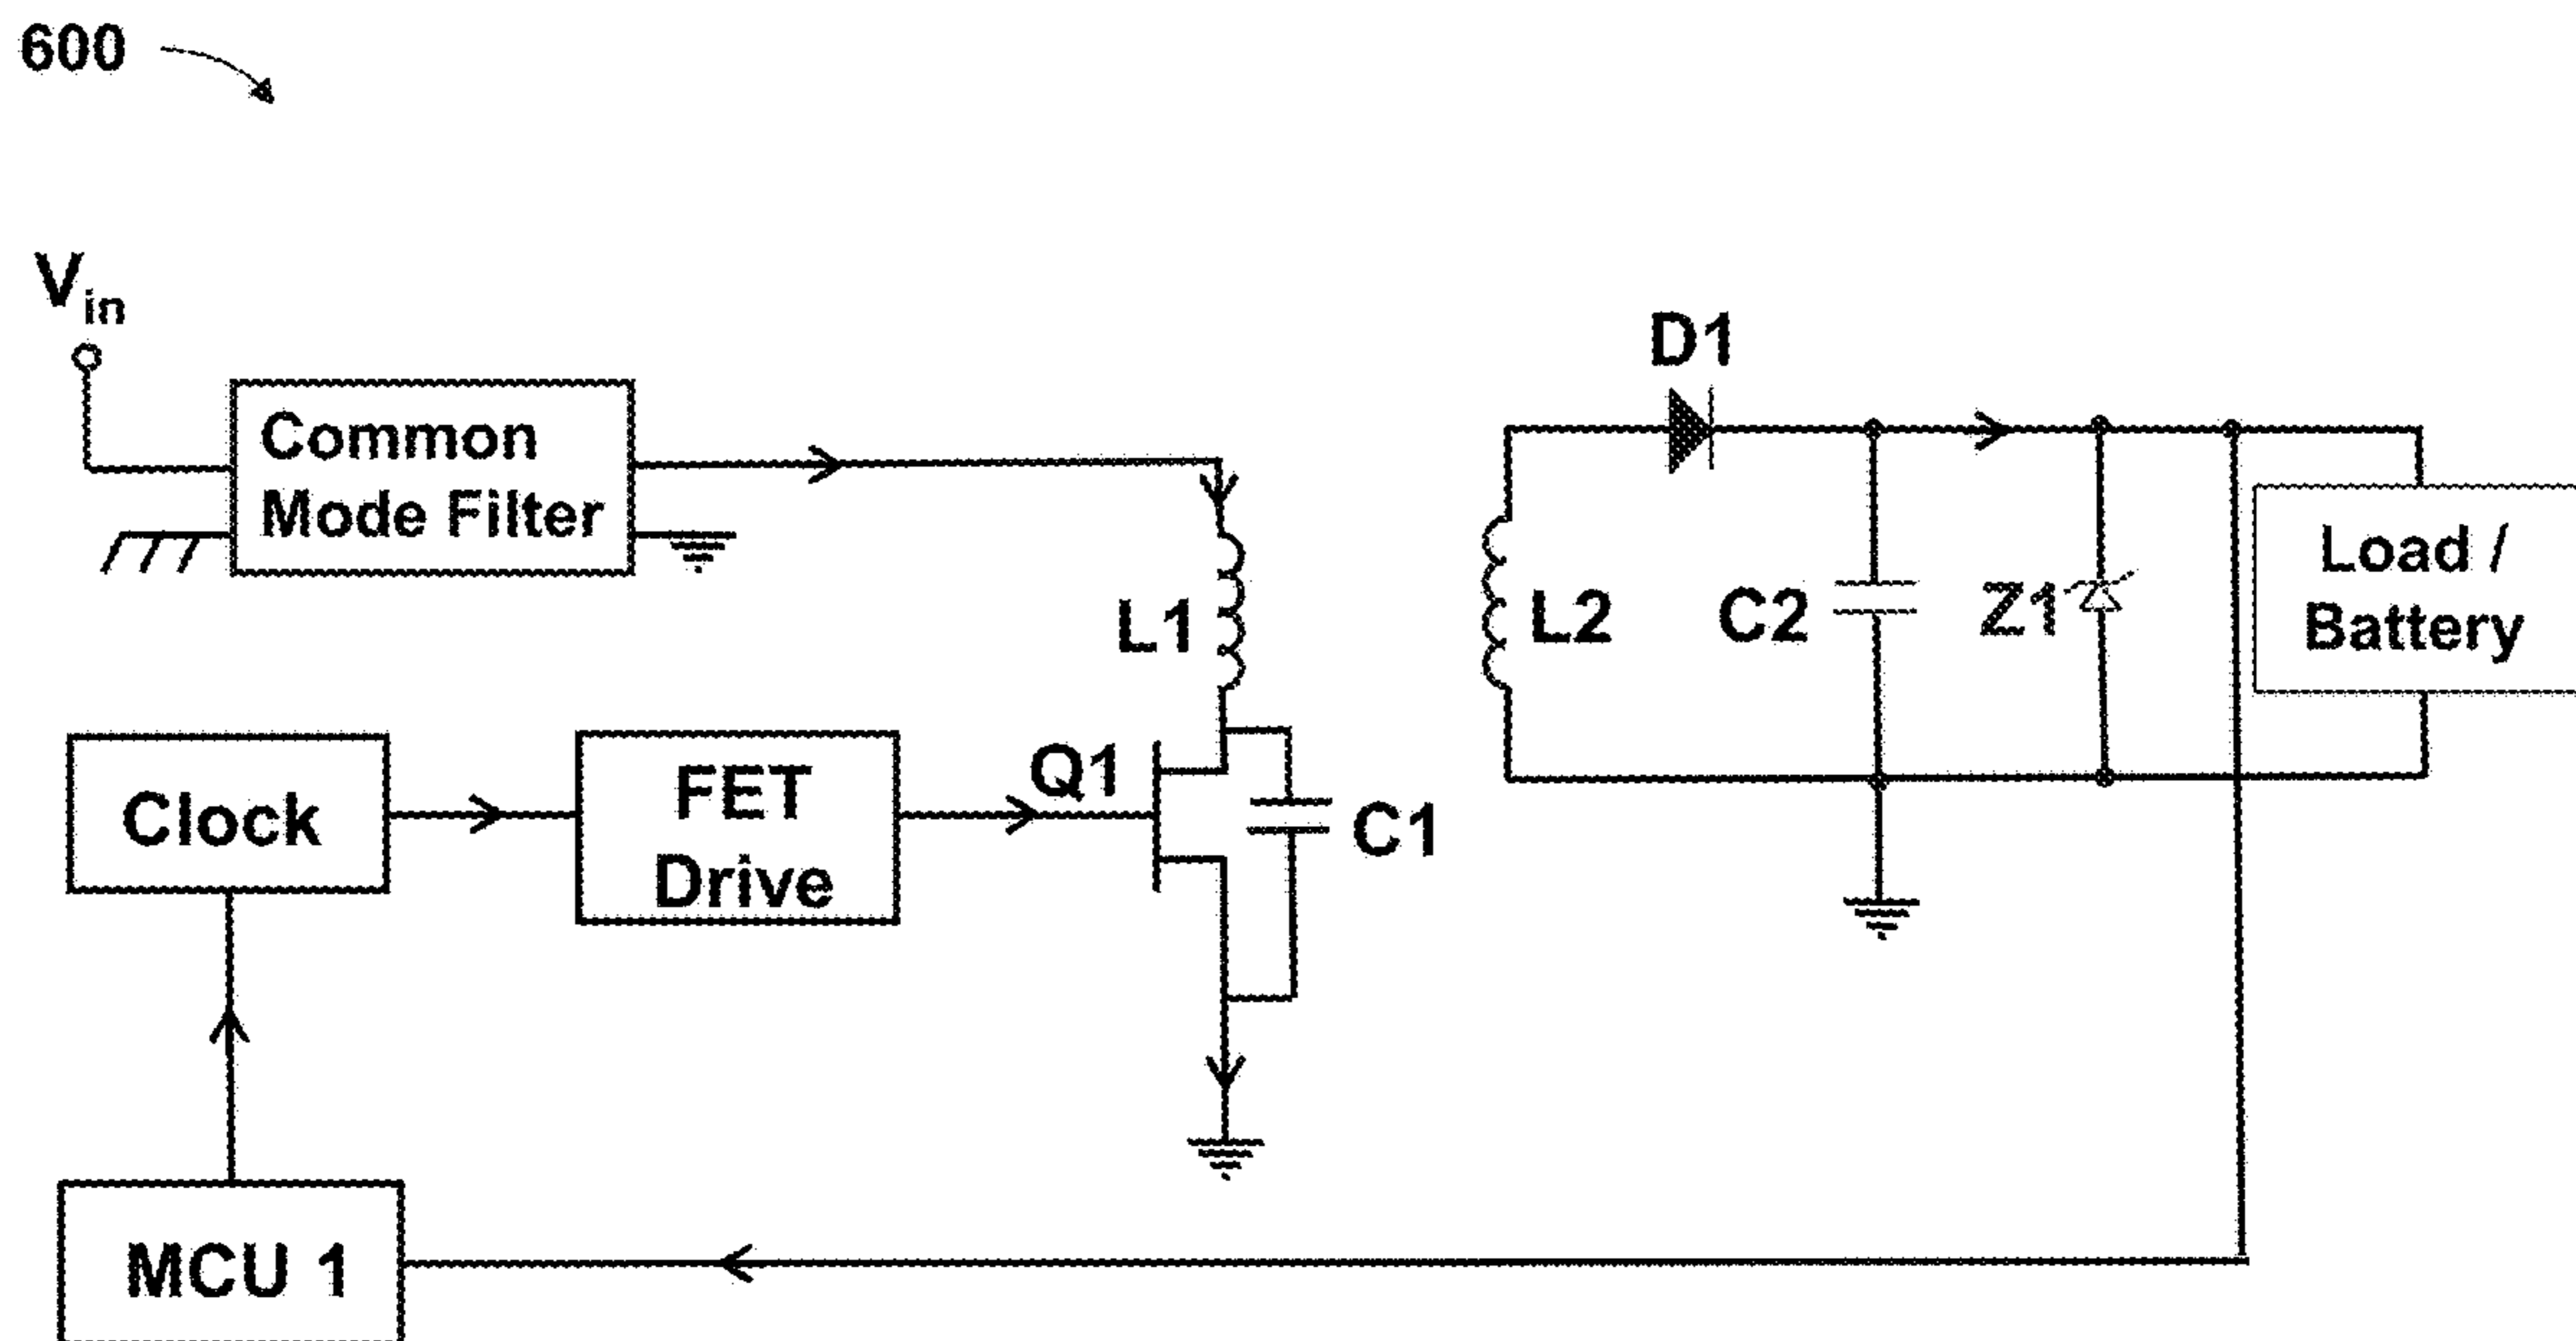 600
Vin
D1
Common
Mode Filter
Load /
Battery
L1
L2
C2
Z1
Clock
FET
Drive
Q1
C1
MCU 1